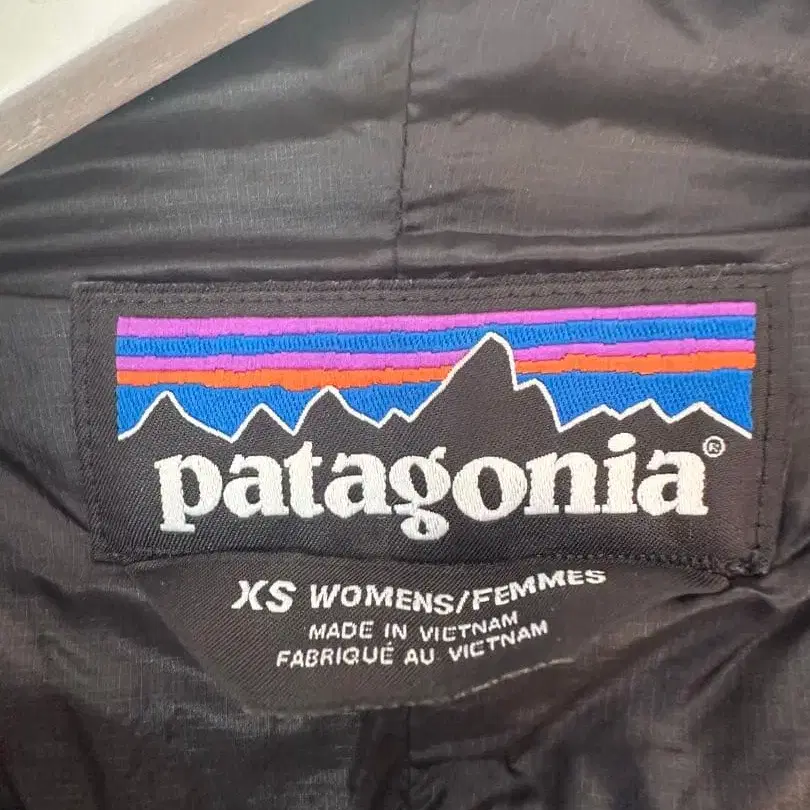 patagonia®
XS WOMENS/FEMMES
MADE IN VIETNAM
FABRIQUÉ AU VIETNAM